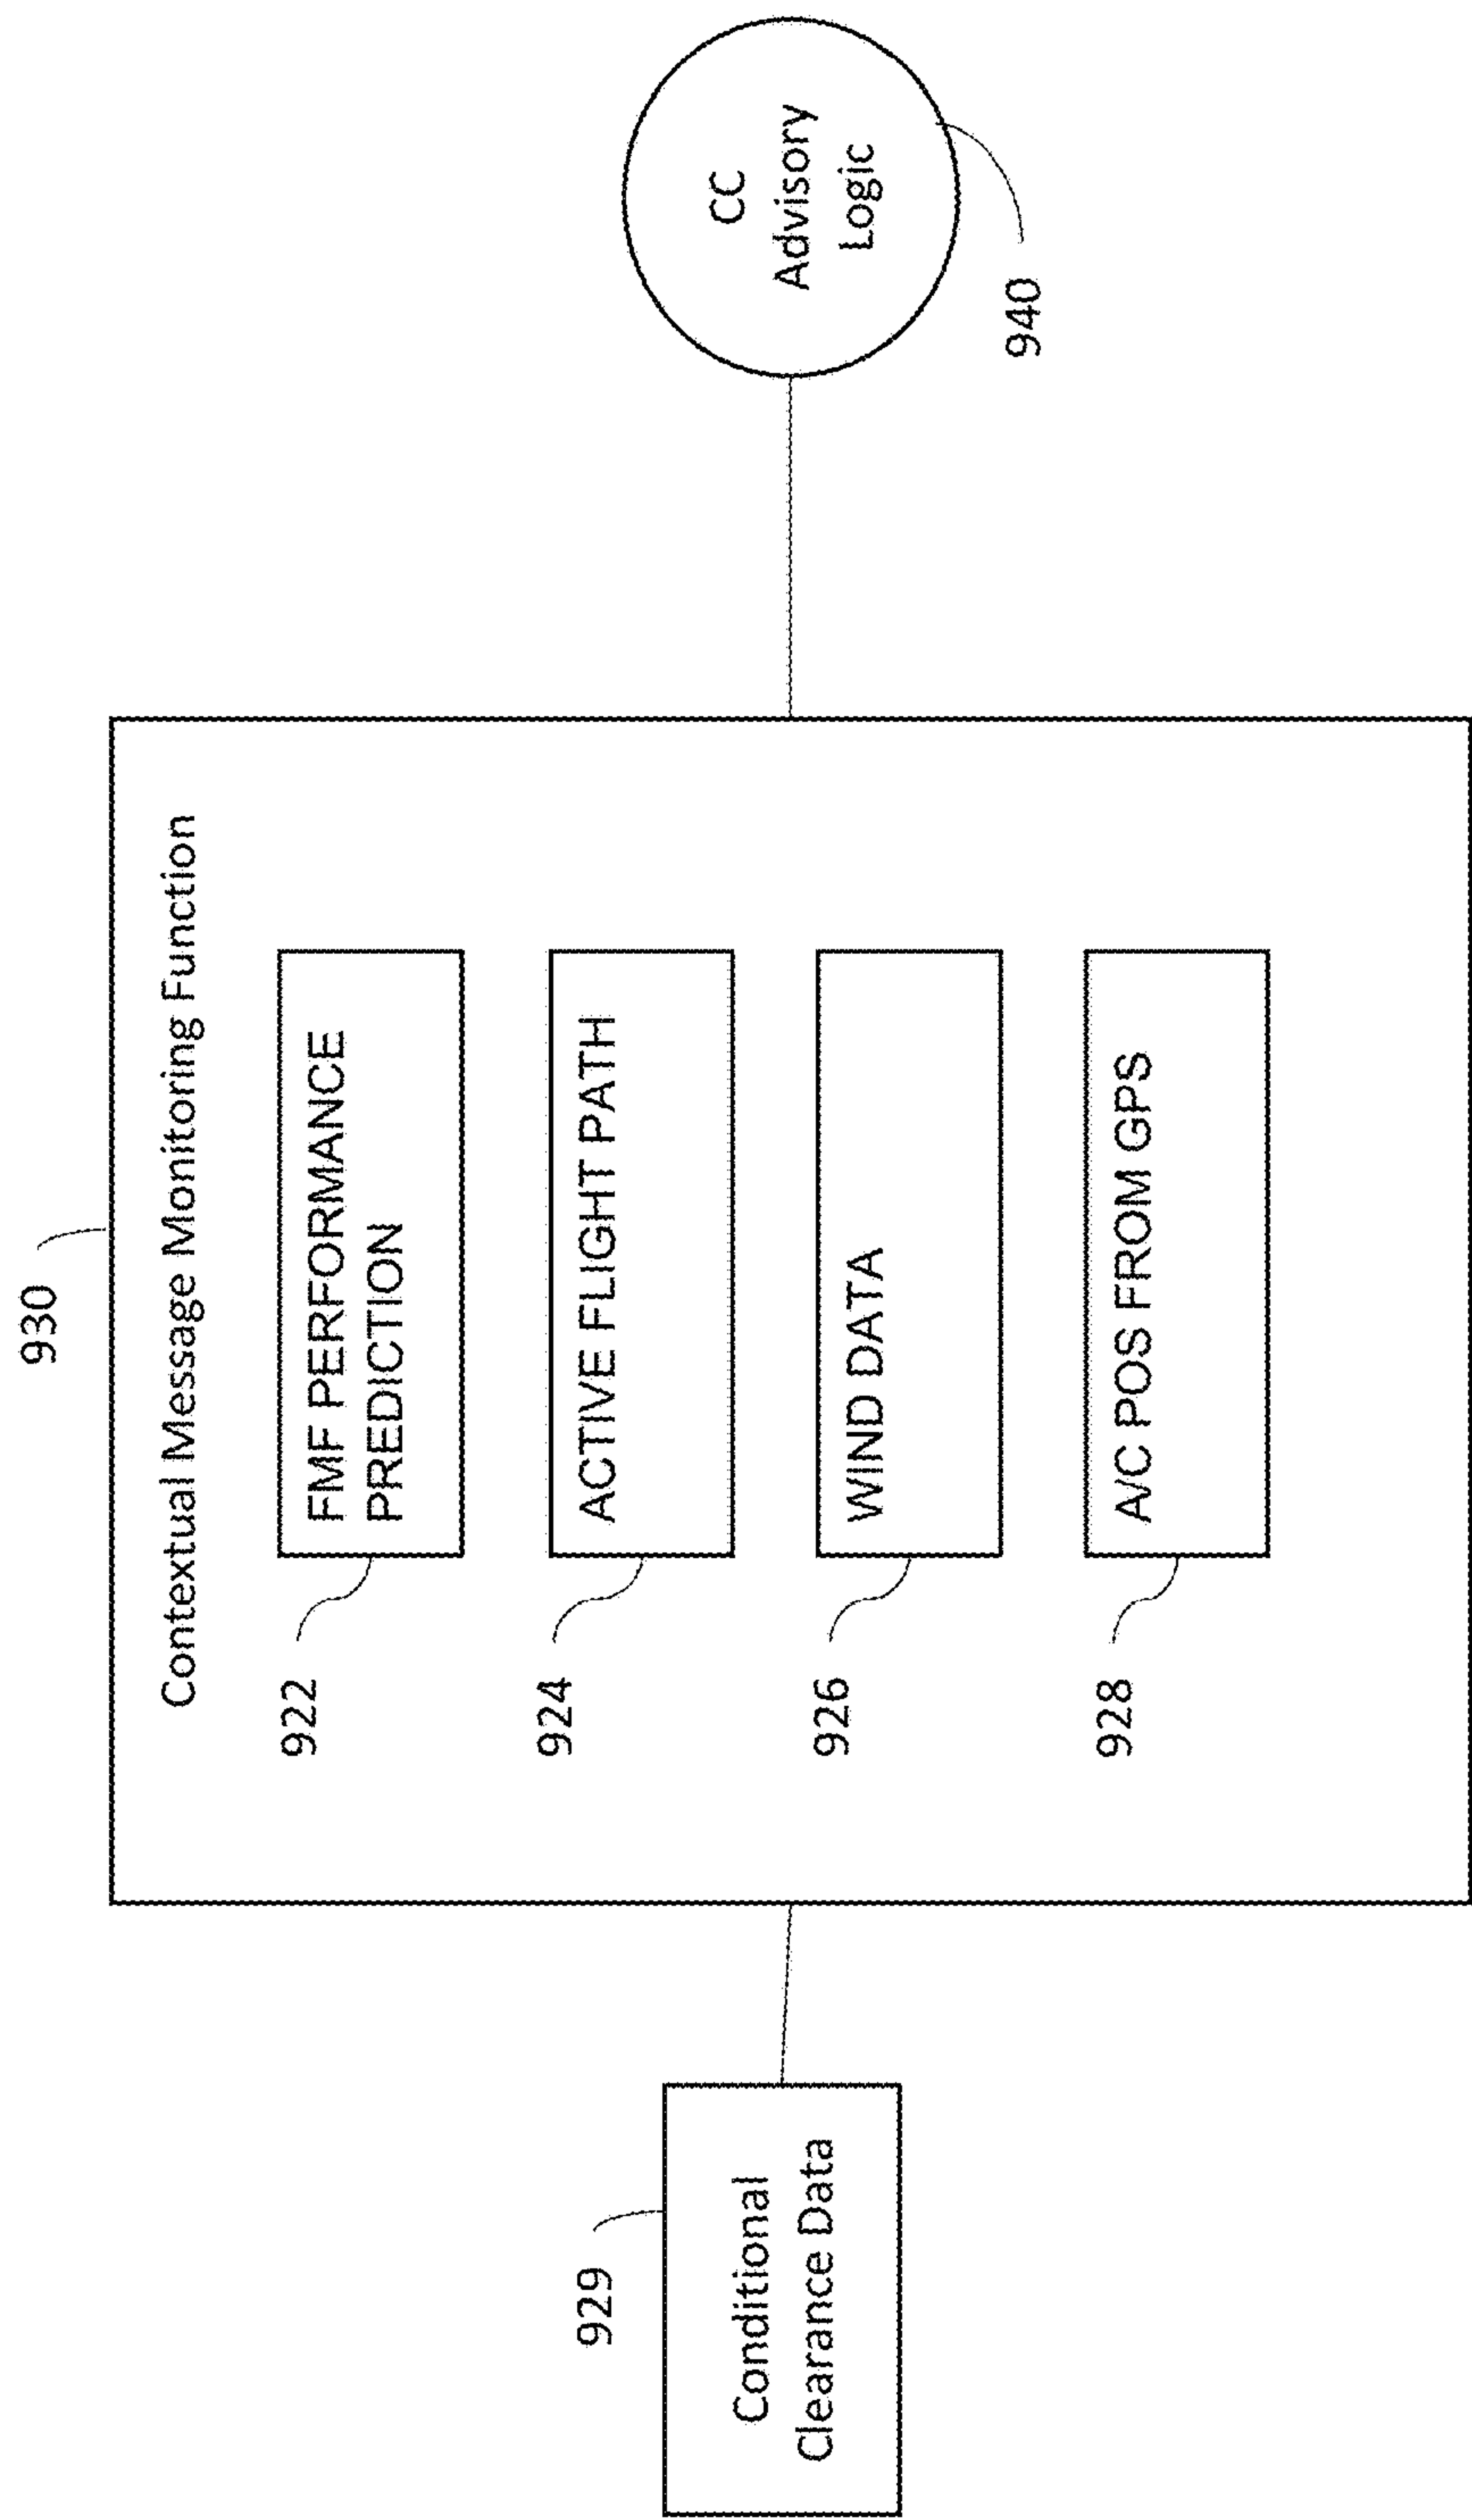 930
Contextual Message Monitoring Function
922
FMF PERFORMANCE
PREDICTION
924
ACTIVE FLIGHT PATH
926
WIND DATA
928
A/C POS FROM GPS
929
Conditional
Clearance Data
CC
Advisory
Logic
940